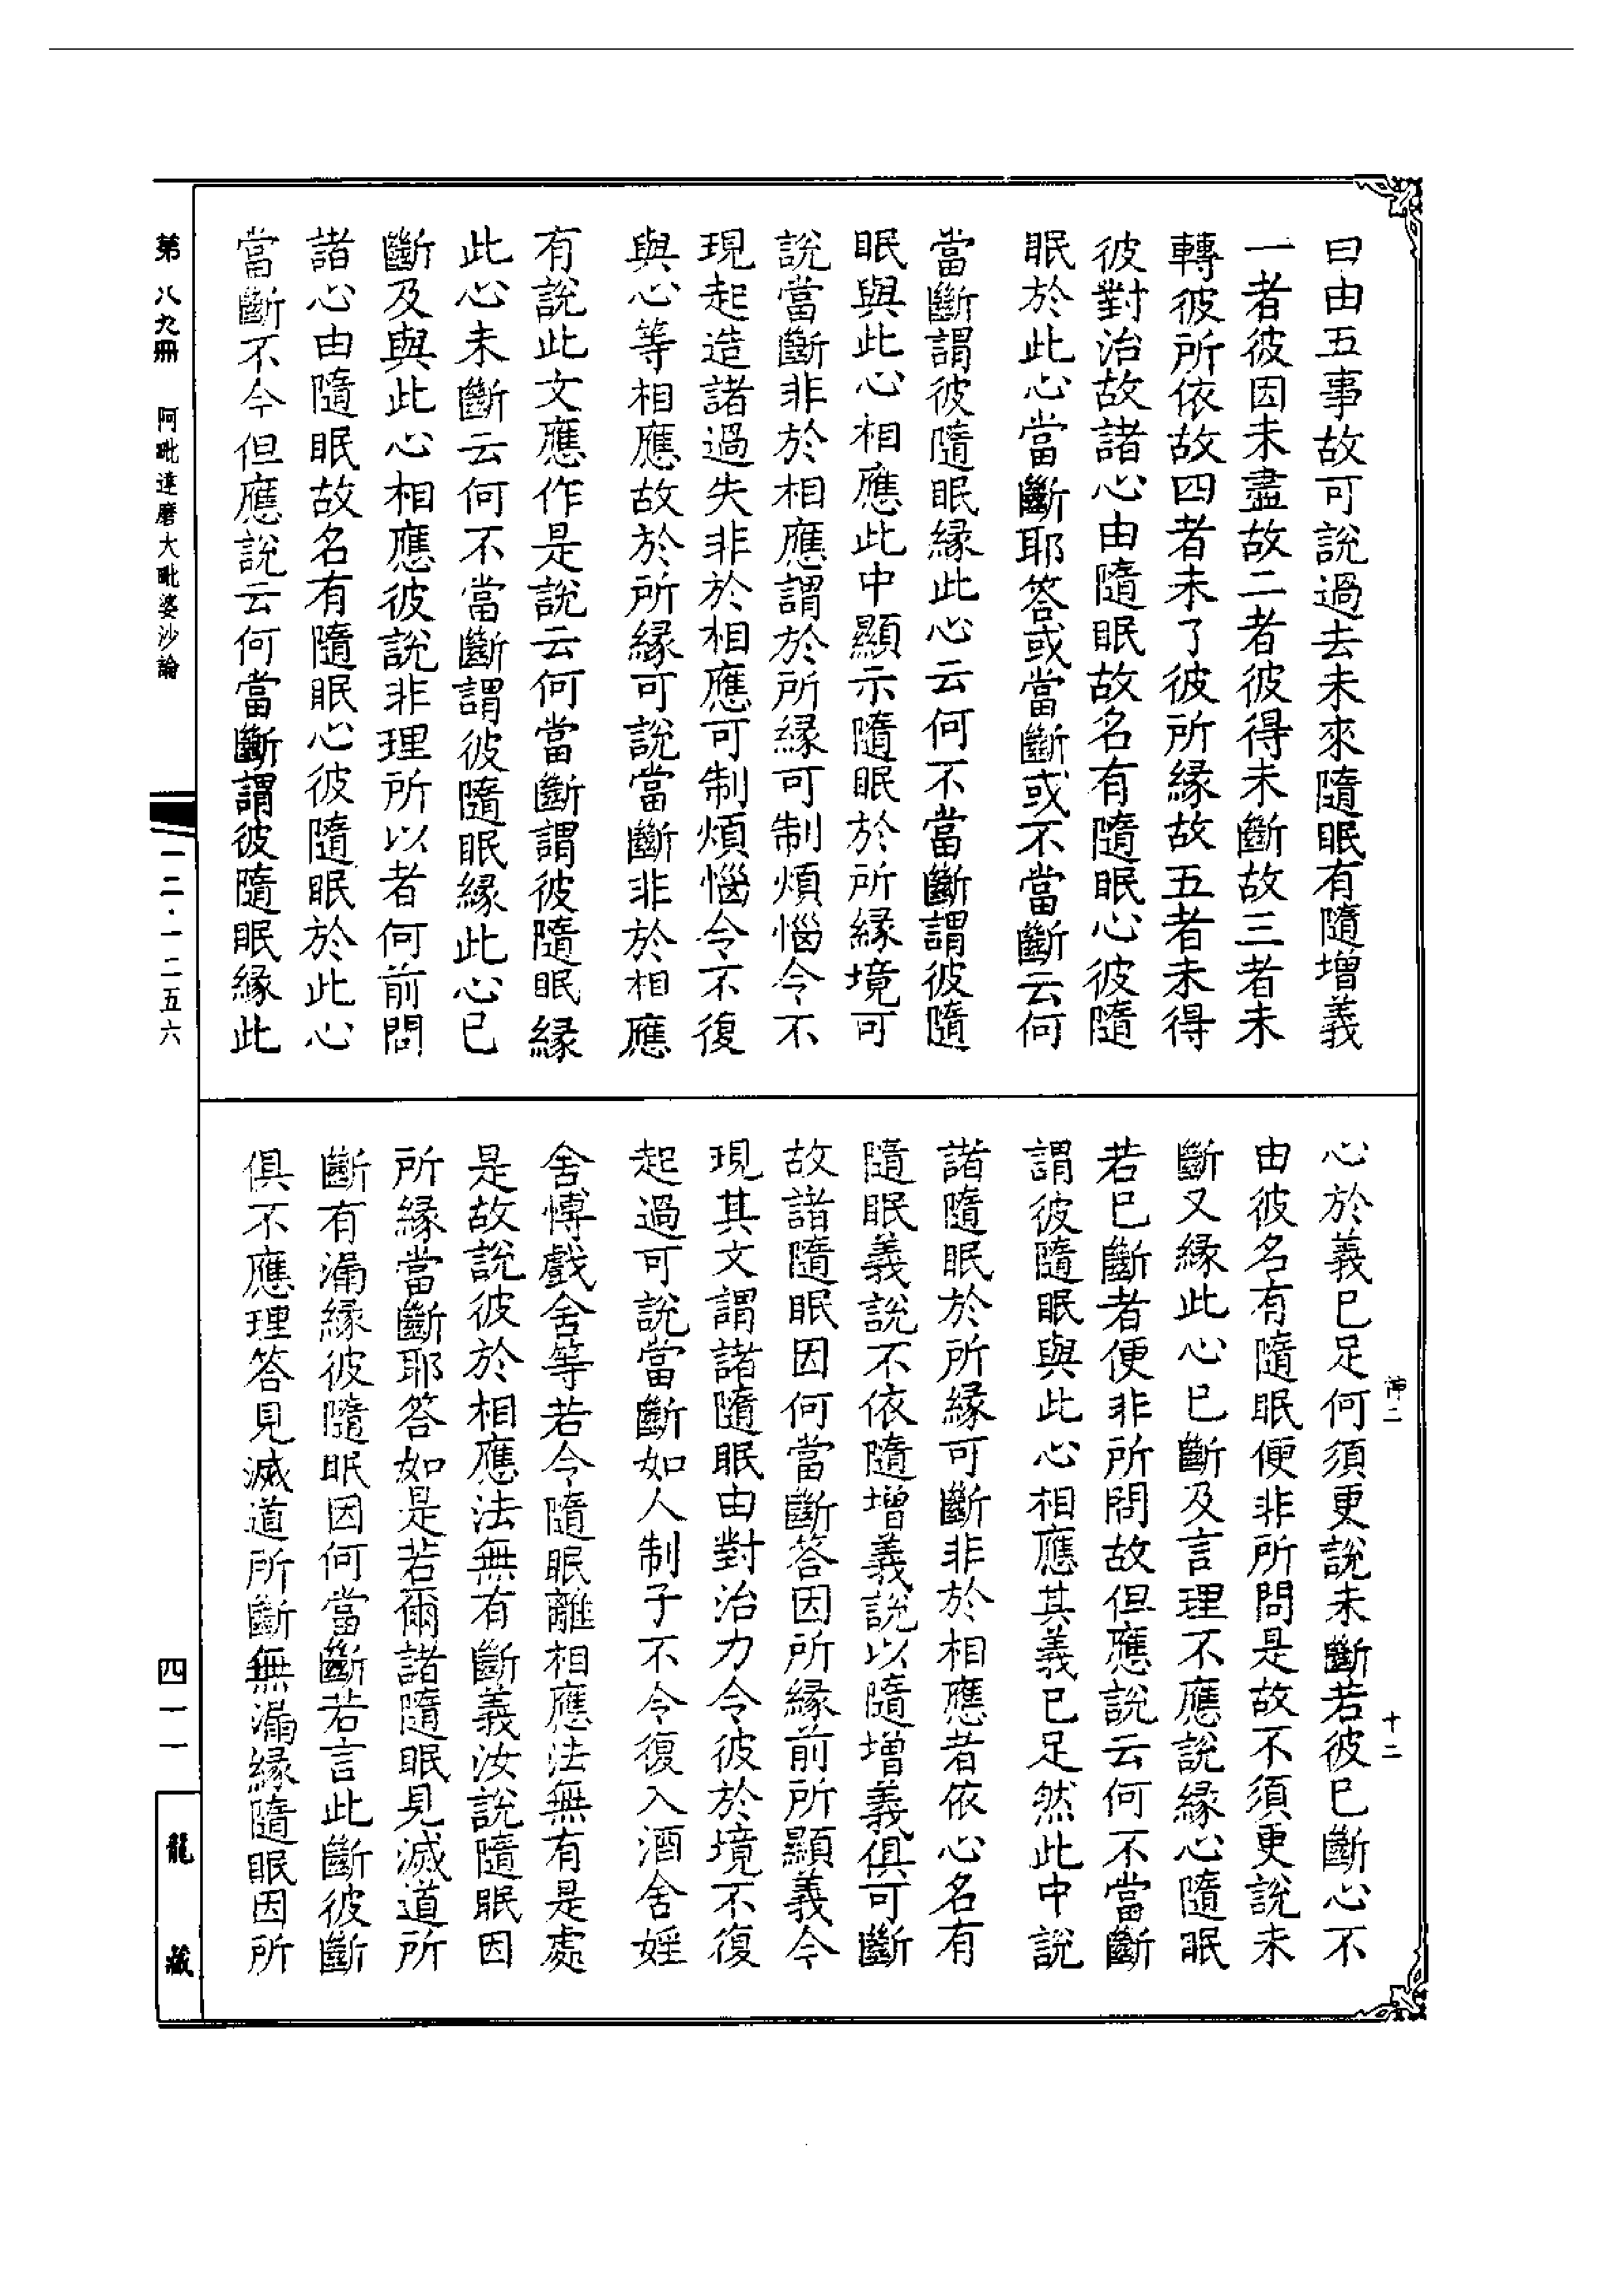 曰由五事故可說過去未來隨眠有隨增義
一者彼因未盡故二者彼得未斷故三者未
轉彼所依故四者未了彼所緣故五者未得
彼對治故諸心由隨眠故名有隨眠心彼隨
眠於此心當斷耶答或當斷或不當斷云何
當斷謂彼隨眠緣此心云何不當斷謂彼隨
眠與此心相應此中顯示隨眠於所緣境可
說當斷非於相應謂於所緣可制煩惱令不
現起造諸過失非於相應可制煩惱令不復
與心等相應故於所緣可說當斷非於相應
有說此文應作是說云何當斷謂彼隨眠緣
此心未斷云何不當斷謂彼隨眠緣此心已
斷及與此心相應彼說非理所以者何前問
諸心由隨眠故名有隨眠心彼隨眠於此心
當斷不今但應說云何當斷謂彼隨眠緣此
心於義已足何須更說未斷若彼已斷心不
由彼名有隨眠便非所問是故不須更說未
斷又緣此心已斷及言理不應說緣心隨眠
若已斷者便非所問故但應說云何不當斷
謂彼隨眠與此心相應其義已足然此中說
諸隨眠於所緣可斷非於相應者依心名有
隨眠義說不依隨增義說以隨增義俱可斷
故諸隨眠因何當斷答因所緣前所顯義今
現其文謂諸隨眠由對治力令彼於境不復
起過可說當斷如人制子不令復入酒舍婬
舍愽戲舍等若令隨眠離相應法無有是處
是故說彼於相應法無有斷義汝說隨眠因
所緣當斷耶答如是若爾諸隨眠見滅道所
斷有漏緣彼隨眠因何當斷若言此斷彼斷
俱不應理答見滅道所斷無漏緣隨眠因所
十二
第八九冊 阿毗達磨大毗婆沙論
一二·一二五六
四一一
龍藏